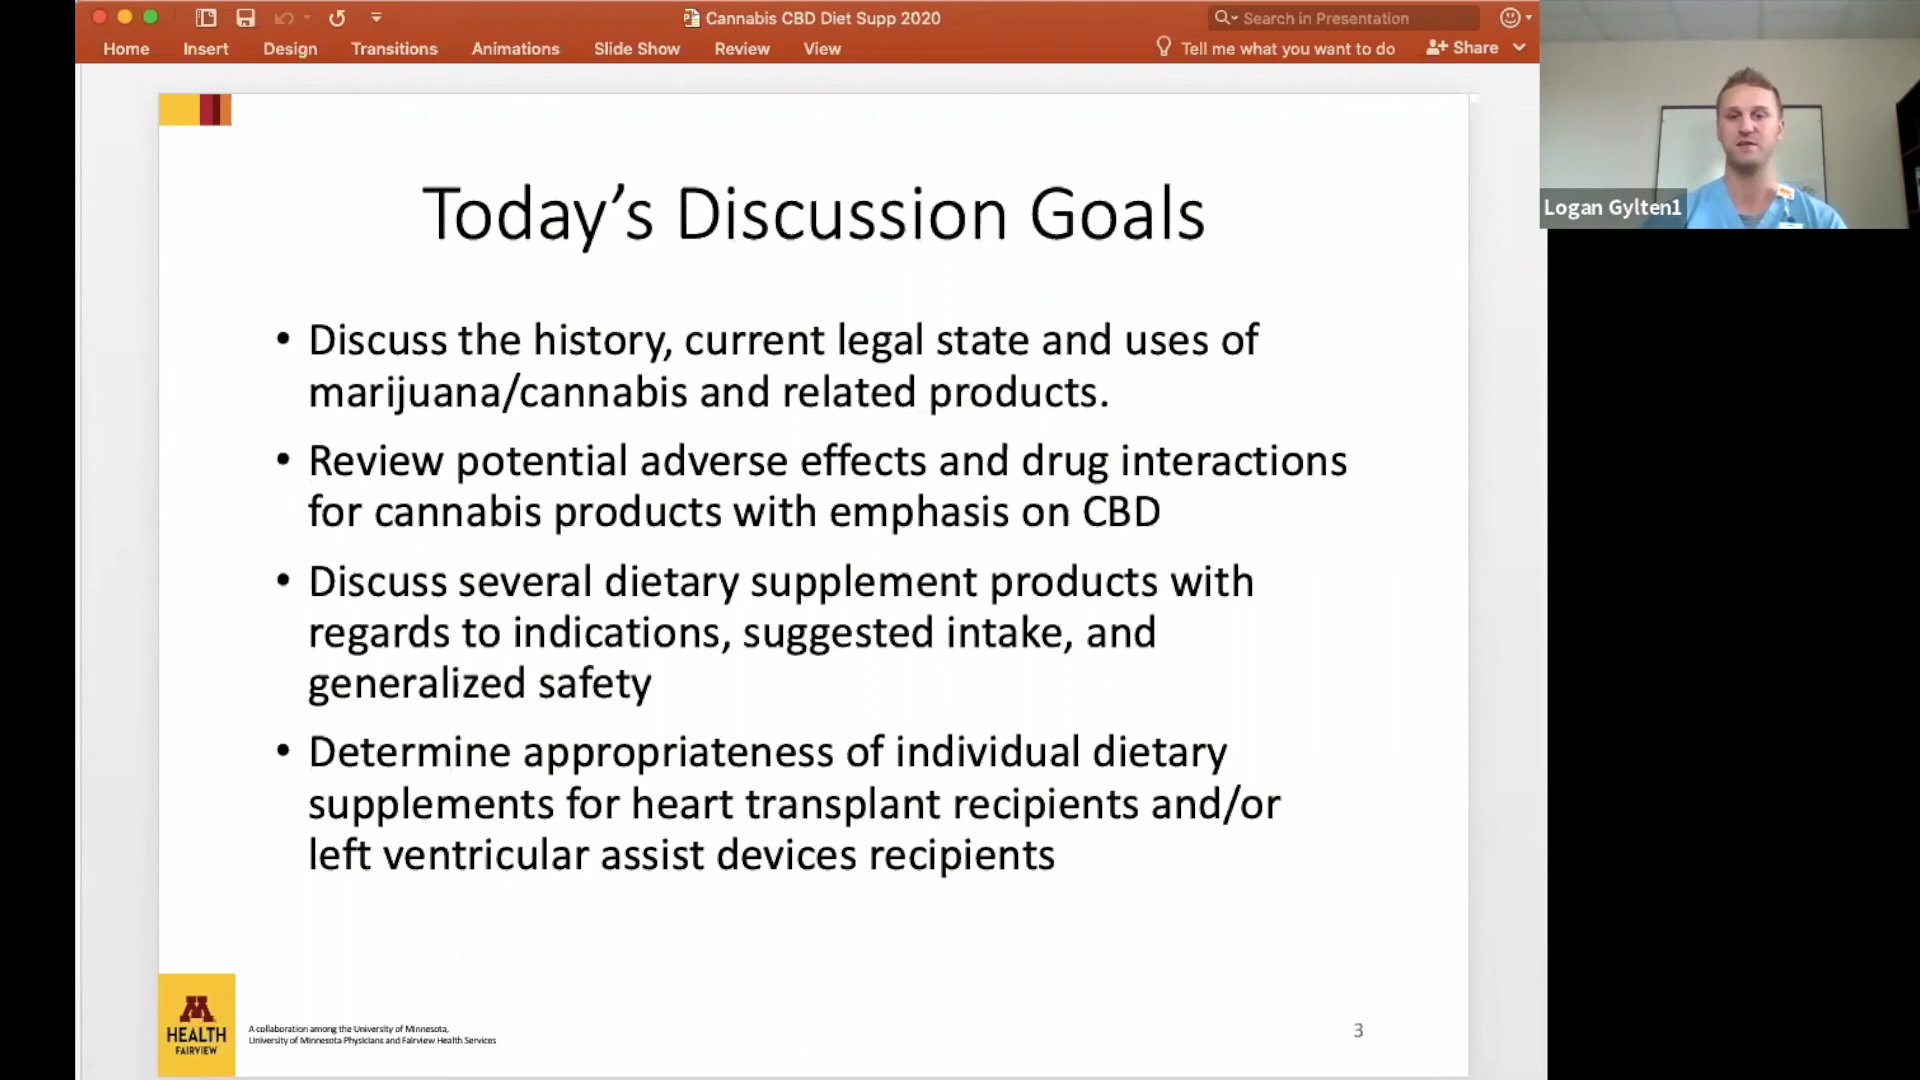 Cannabis CBD Diet Supp 2020
Search in Presentation
Home Insert Design Transitions Animations Slide Show Review View
Tell me what you want to do
Share
Today's Discussion Goals
• Discuss the history, current legal state and uses of
marijuana/cannabis and related products.
• Review potential adverse effects and drug interactions
for cannabis products with emphasis on CBD
• Discuss several dietary supplement products with
regards to indications, suggested intake, and
generalized safety
• Determine appropriateness of individual dietary
supplements for heart transplant recipients and/or
left ventricular assist devices recipients
M
HEALTH
FAIRVIEW
A collaboration among the University of Minnesota,
University of Minnesota Physicians and Fairview Health Services
3
Logan Gylten1